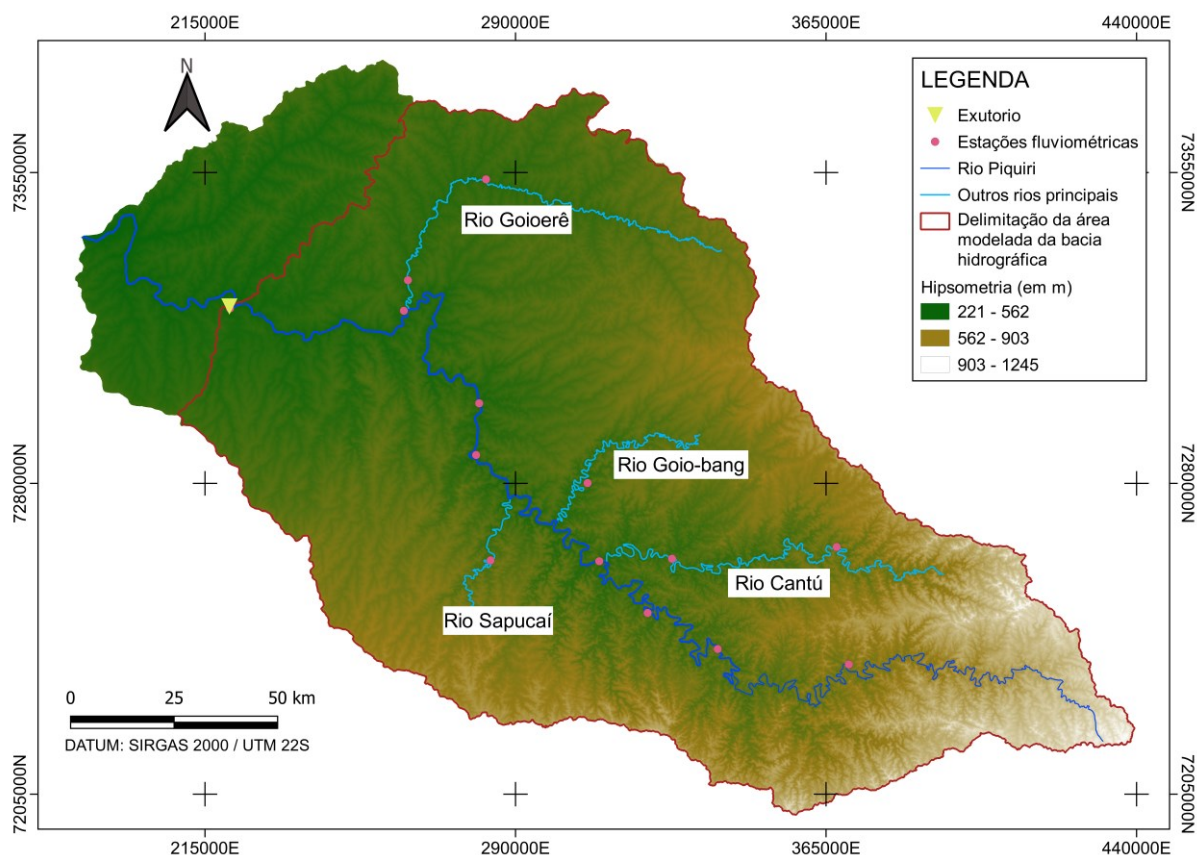 215000E
290000E
365000E
440000E
N
7355000N
7355000N
LEGENDA
Exutorio
Estações fluviométricas
Rio Piquiri
Outros rios principais
Delimitação da área
modelada da bacia
hidrográfica
Hipsometria (em m)
221 - 562
562 - 903
903 - 1245
Rio Goioerê
Rio Goio-bang
7280000N
7280000N
Rio Cantú
Rio Sapucaí
0
25
50 km
DATUM: SIRGAS 2000 / UTM 22S
7205000N
7205000N
215000E
290000E
365000E
440000E